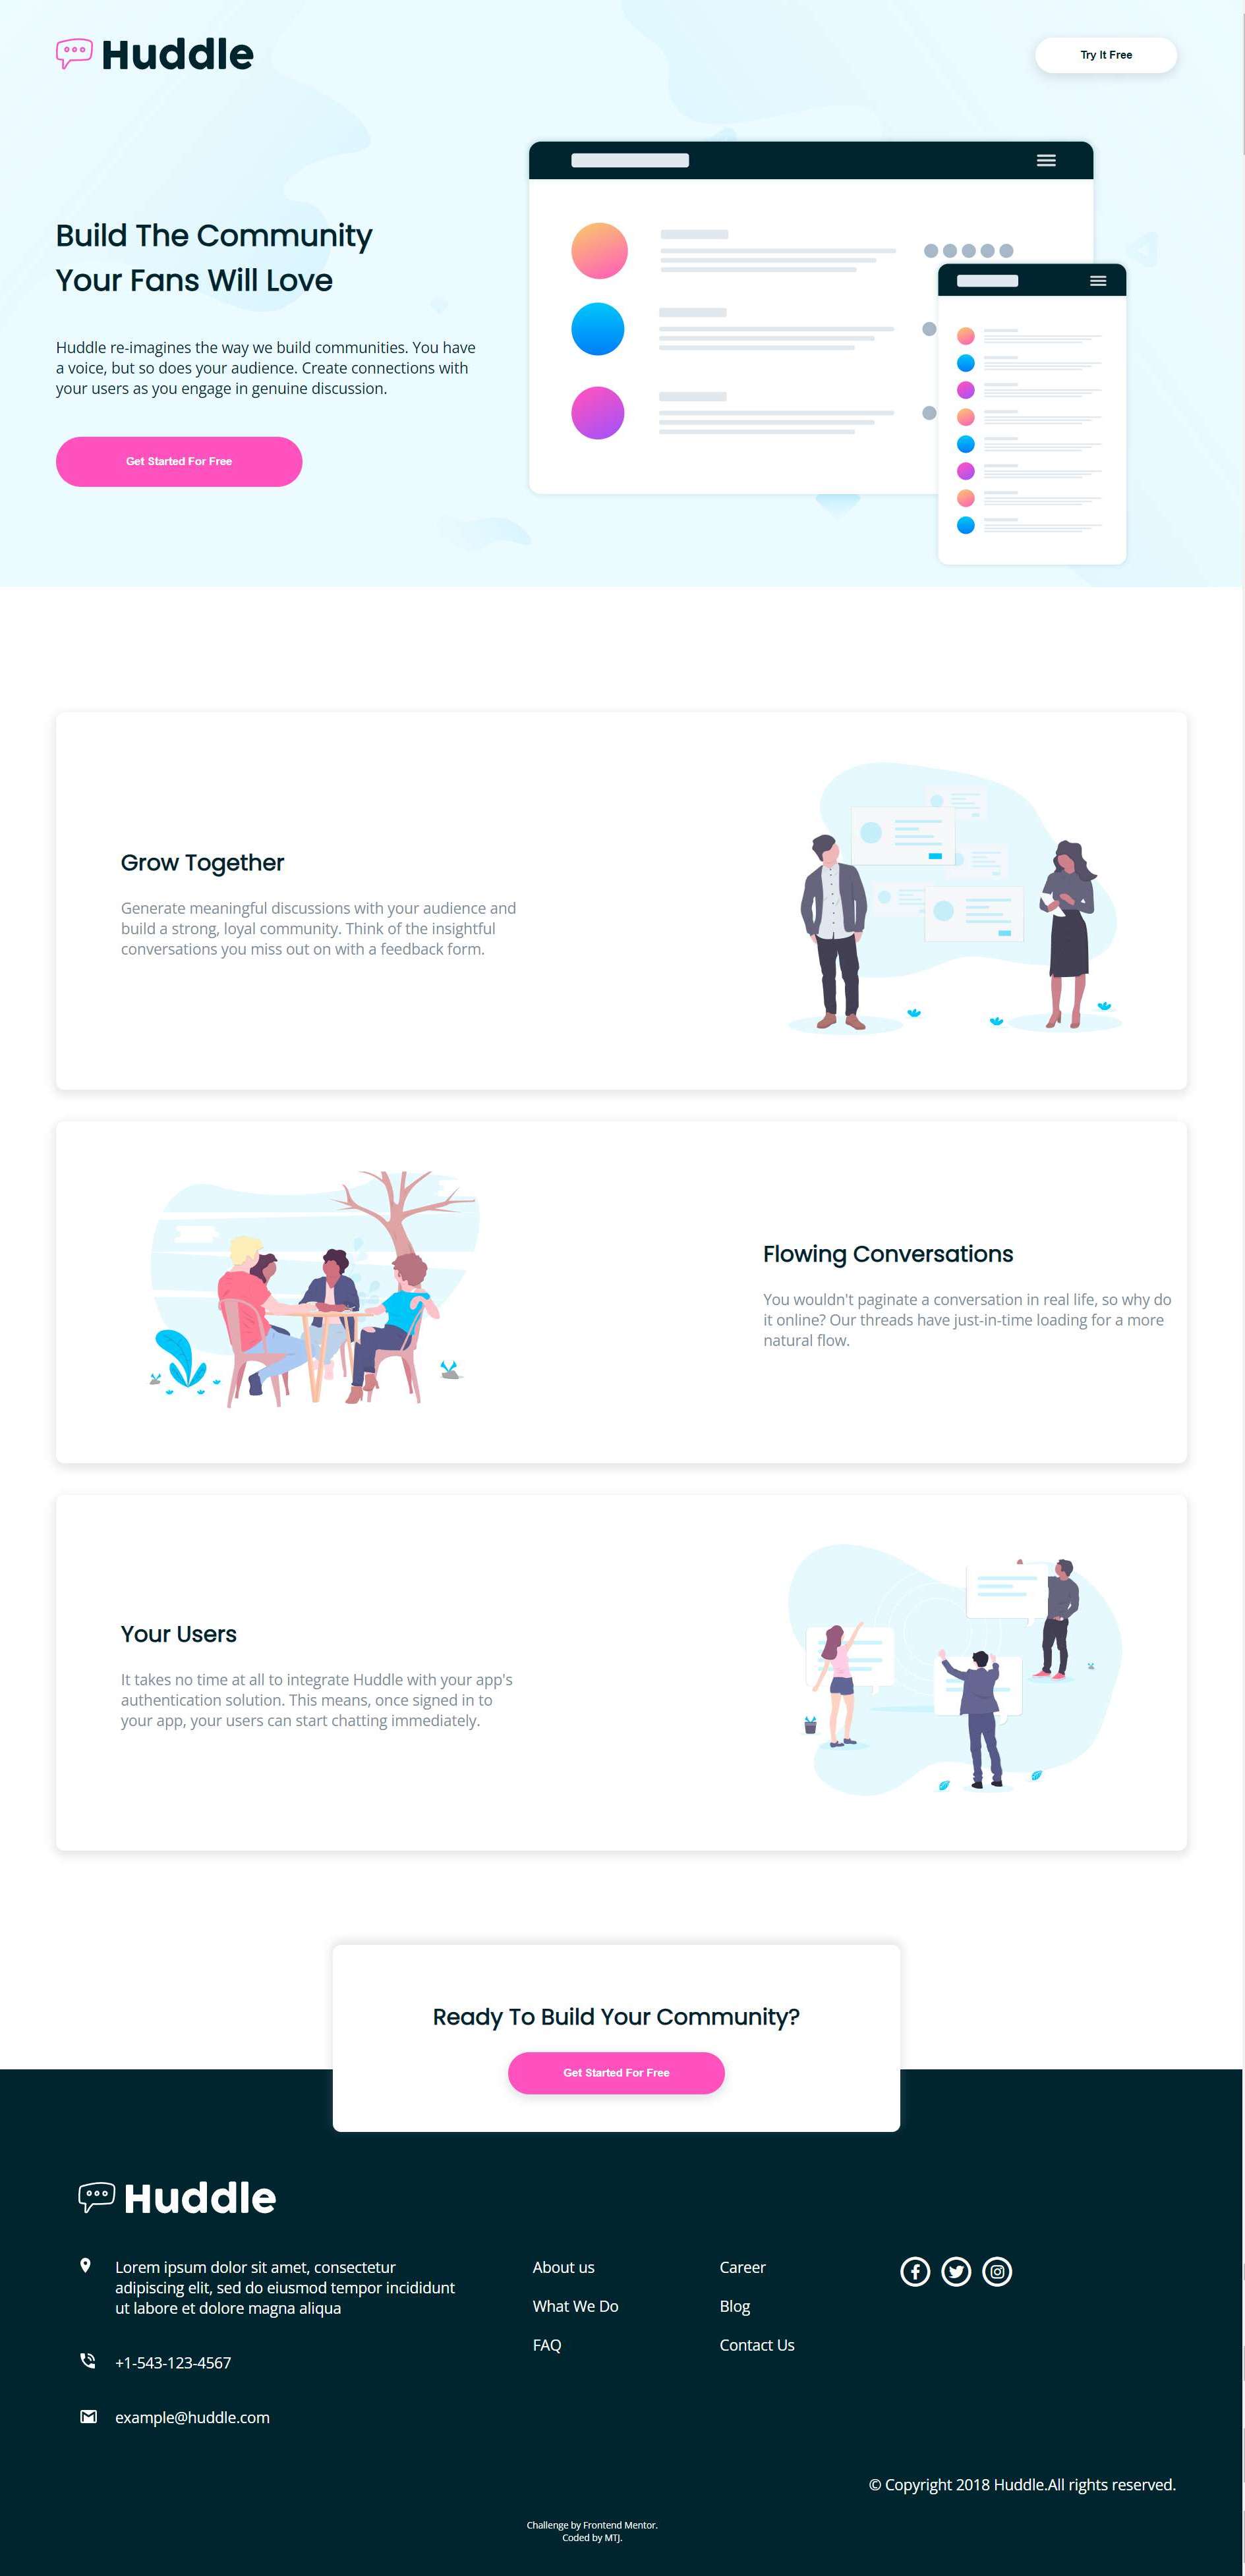 Huddle
Try It Free
Build The Community
Your Fans Will Love
Huddle re-imagines the way we build communities. You have
a voice, but so does your audience. Create connections with
your users as you engage in genuine discussion.
Get Started For Free
Grow Together
Generate meaningful discussions with your audience and
build a strong, loyal community. Think of the insightful
conversations you miss out on with a feedback form.
Flowing Conversations
You wouldn't paginate a conversation in real life, so why do
it online? Our threads have just-in-time loading for a more
natural flow.
Your Users
It takes no time at all to integrate Huddle with your app's
authentication solution. This means, once signed in to
your app, your users can start chatting immediately.
Ready To Build Your Community?
Get Started For Free
Huddle
Lorem ipsum dolor sit amet, consectetur
adipiscing elit, sed do eiusmod tempor incididunt
ut labore et dolore magna aliqua
+1-543-123-4567
example@huddle.com
About us
What We Do
FAQ
Career
Blog
Contact Us
© Copyright 2018 Huddle.All rights reserved.
Challenge by Frontend Mentor.
Coded by MTJ.